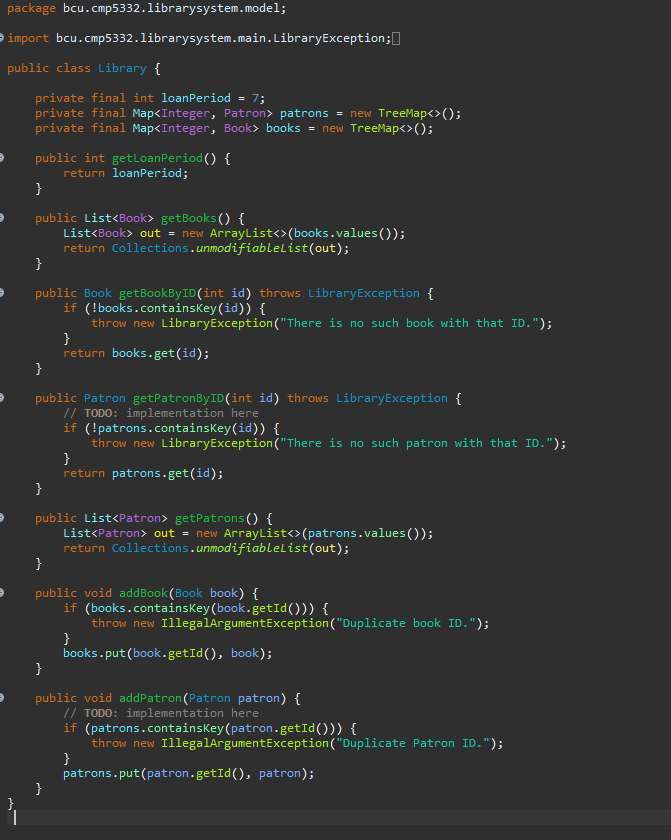 package bcu.cmp5332.librarysystem.model;
import bcu.cmp5332.librarysystem.main.LibraryException;
public class Library {
    private final int loanPeriod = 7;
    private final Map<Integer, Patron> patrons = new TreeMap<>();
    private final Map<Integer, Book> books = new TreeMap<>();
    public int getLoanPeriod() {
        return loanPeriod;
    }
    public List<Book> getBooks() {
        List<Book> out = new ArrayList<>(books.values());
        return Collections.unmodifiableList(out);
    }
    public Book getBookByID(int id) throws LibraryException {
        if (!books.containsKey(id)) {
            throw new LibraryException("There is no such book with that ID.");
        }
        return books.get(id);
    }
    public Patron getPatronByID(int id) throws LibraryException {
        // TODO: implementation here
        if (!patrons.containsKey(id)) {
            throw new LibraryException("There is no such patron with that ID.");
        }
        return patrons.get(id);
    }
    public List<Patron> getPatrons() {
        List<Patron> out = new ArrayList<>(patrons.values());
        return Collections.unmodifiableList(out);
    }
    public void addBook(Book book) {
        if (books.containsKey(book.getId())) {
            throw new IllegalArgumentException("Duplicate book ID.");
        }
        books.put(book.getId(), book);
    }
    public void addPatron(Patron patron) {
        // TODO: implementation here
        if (patrons.containsKey(patron.getId())) {
            throw new IllegalArgumentException("Duplicate Patron ID.");
        }
        patrons.put(patron.getId(), patron);
    }
}